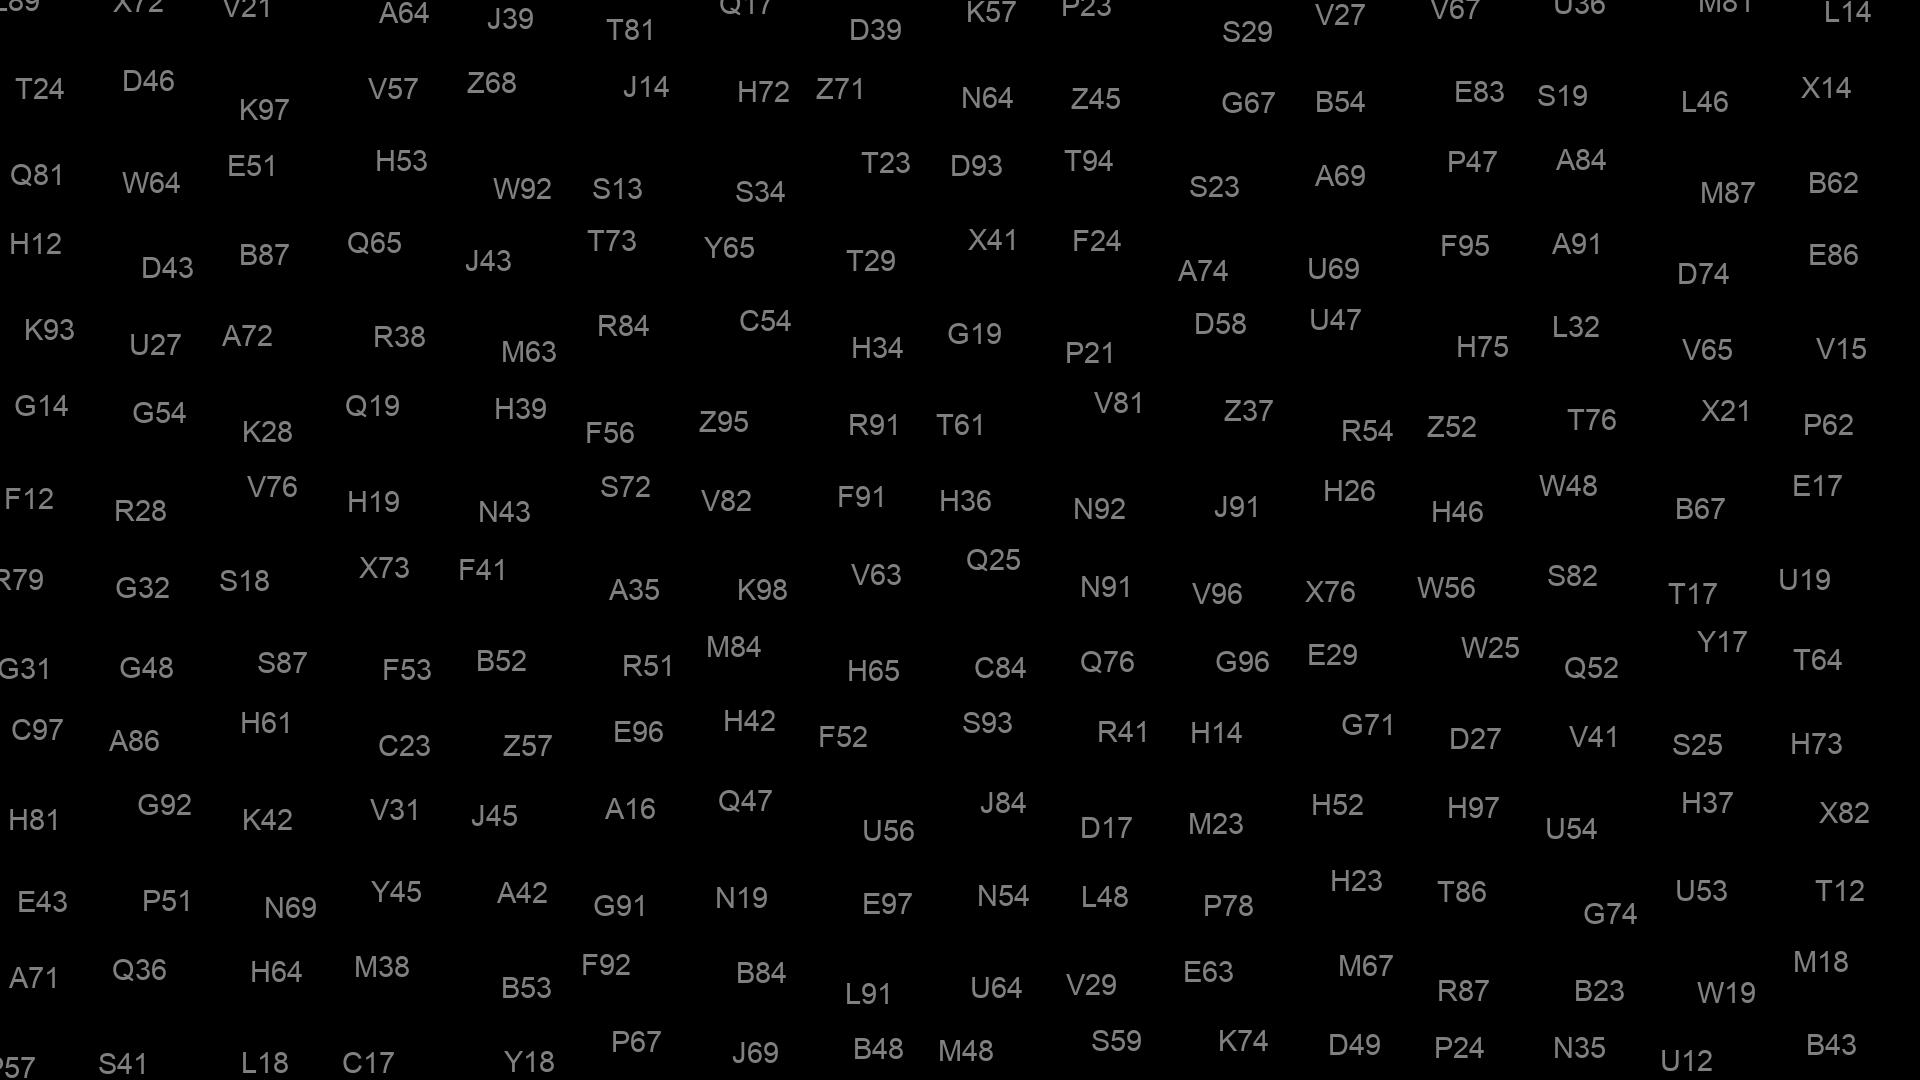 X72 V21 A64 J39 T81 Q17 D39 K57 P23 S29 V27 V67 U36 M81 L14
T24 D46 K97 V57 Z68 J14 H72 Z71 N64 Z45 G67 B54 E83 S19 L46 X14
Q81 W64 E51 H53 W92 S13 S34 T23 D93 T94 S23 A69 P47 A84 M87 B62
H12 D43 B87 Q65 J43 T73 Y65 T29 X41 F24 A74 U69 F95 A91 D74 E86
K93 U27 A72 R38 M63 R84 C54 H34 G19 P21 D58 U47 H75 L32 V65 V15
G14 G54 K28 Q19 H39 F56 Z95 R91 T61 V81 Z37 R54 Z52 T76 X21 P62
F12 R28 V76 H19 N43 S72 V82 F91 H36 N92 J91 H26 H46 W48 B67 E17
R79 G32 S18 X73 F41 A35 K98 V63 Q25 N91 V96 X76 W56 S82 T17 U19
G31 G48 S87 F53 B52 R51 M84 H65 C84 Q76 G96 E29 W25 Q52 Y17 T64
C97 A86 H61 C23 Z57 E96 H42 F52 S93 R41 H14 G71 D27 V41 S25 H73
H81 G92 K42 V31 J45 A16 Q47 U56 J84 D17 M23 H52 H97 U54 H37 X82
E43 P51 N69 Y45 A42 G91 N19 E97 N54 L48 P78 H23 T86 G74 U53 T12
A71 Q36 H64 M38 B53 F92 B84 L91 U64 V29 E63 M67 R87 B23 W19 M18
P57 S41 L18 C17 Y18 P67 J69 B48 M48 S59 K74 D49 P24 N35 U12 B43